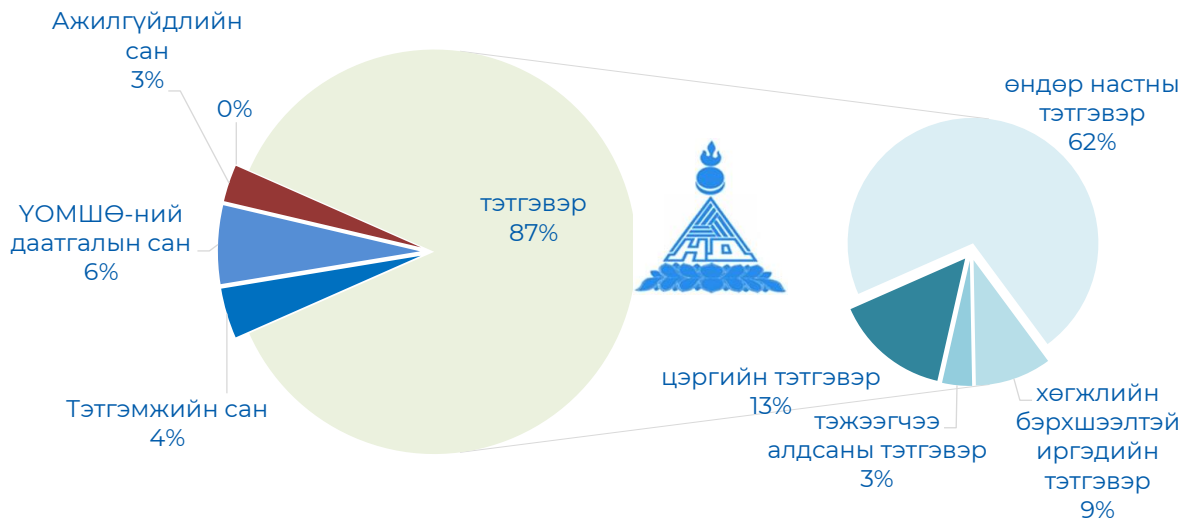 Ажилгүйдлийн
сан
3%
0%
ҮОМШӨ-ний
даатгалын сан
6%
Тэтгэмжийн сан
4%
тэтгэвэр
87%
өндөр настны
тэтгэвэр
62%
цэргийн тэтгэвэр
13%
тэжээгчээ
алдсаны тэтгэвэр
3%
хөгжлийн
бэрхшээлтэй
иргэдийн
тэтгэвэр
9%